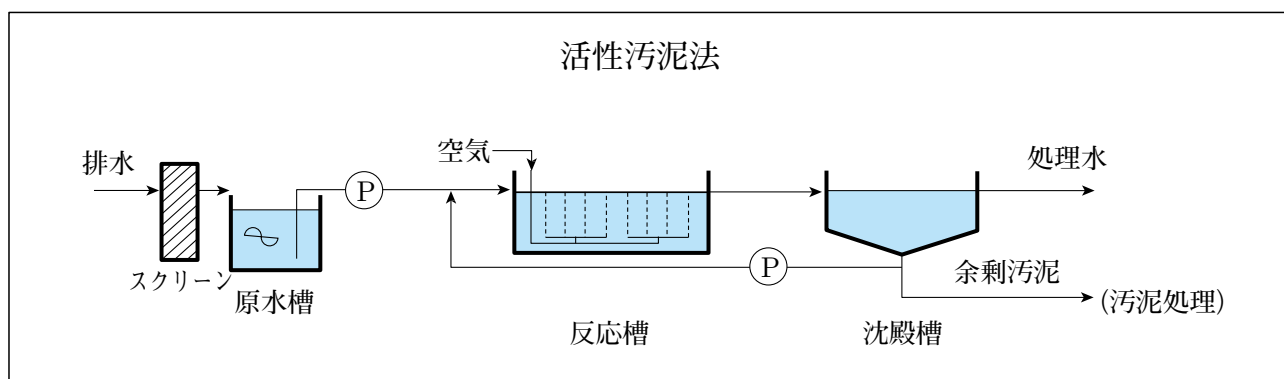 活性汚泥法
排水
空気
処理水
P
スクリーン
原水槽
P
余剰汚泥
(汚泥処理)
反応槽
沈殿槽